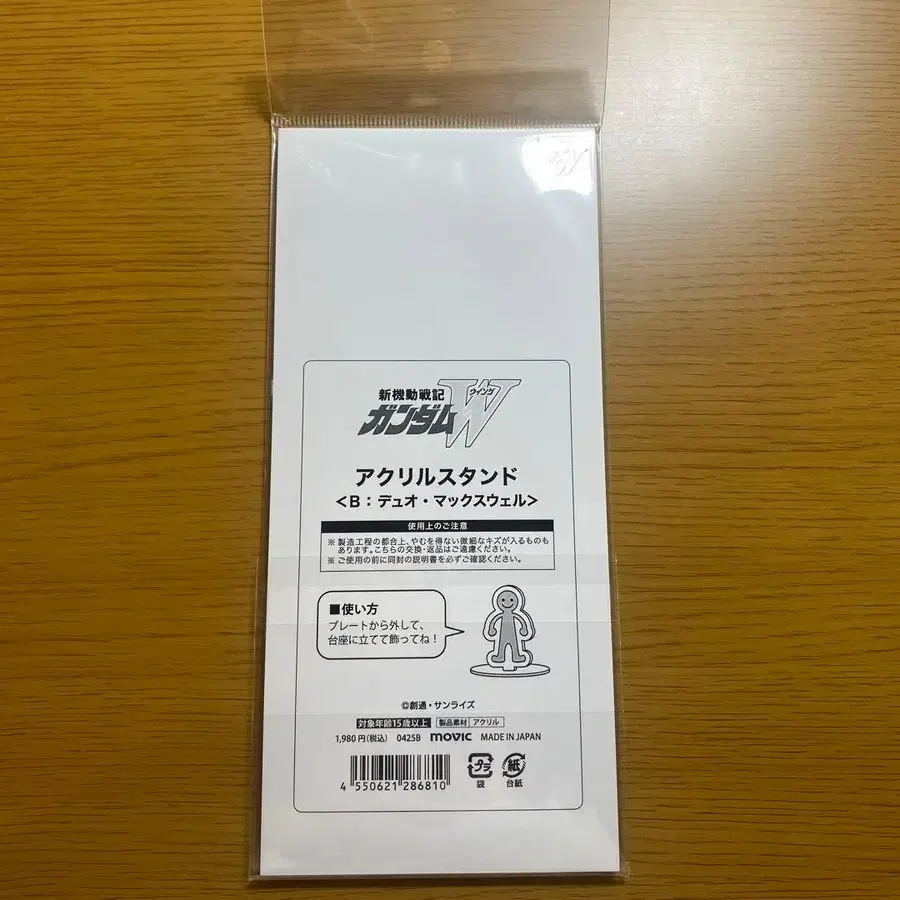 新機動戦記
ウイング
ガンダムW
アクリルスタンド
<B：デュオ・マックスウェル>
使用上のご注意
※ 製造工程の都合上、やむを得ない微細なキズが入るものも
あります。こちらの交換・返品はご遠慮ください。
※ ご使用の前に同封の説明書を必ずご確認ください。
■使い方
プレートから外して、
台座に立てて飾ってね！
©創通・サンライズ
対象年齢15歳以上 製品素材 アクリル
1,980円(税込) 0425B movic MADE IN JAPAN
4 550621 286810
プラ 紙
袋 台紙